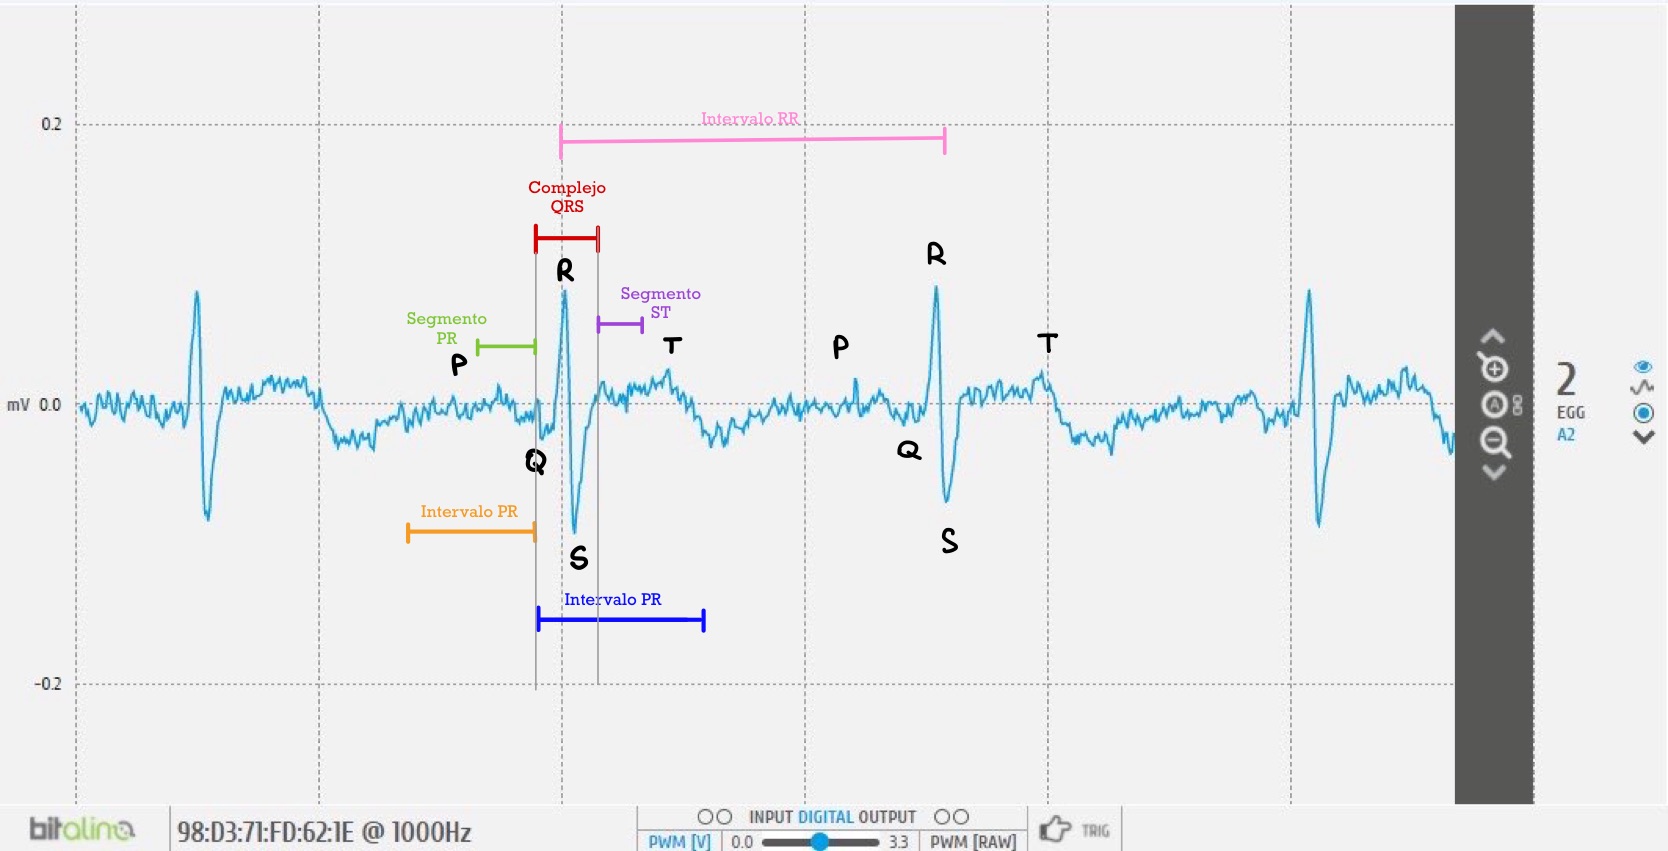 0.2
Intervalo RR
Complejo
QRS
R
R
Segmento
ST
Segmento
PR
P
T
P
T
mV 0.0
2
EGG
A2
A
Q
Q
Intervalo PR
S
S
Intervalo PR
-0.2
bitalino
98:D3:71:FD:62:1E @ 1000Hz
INPUT DIGITAL OUTPUT
PWM [V] 0.0 3.3 PWM [RAW]
TRIG